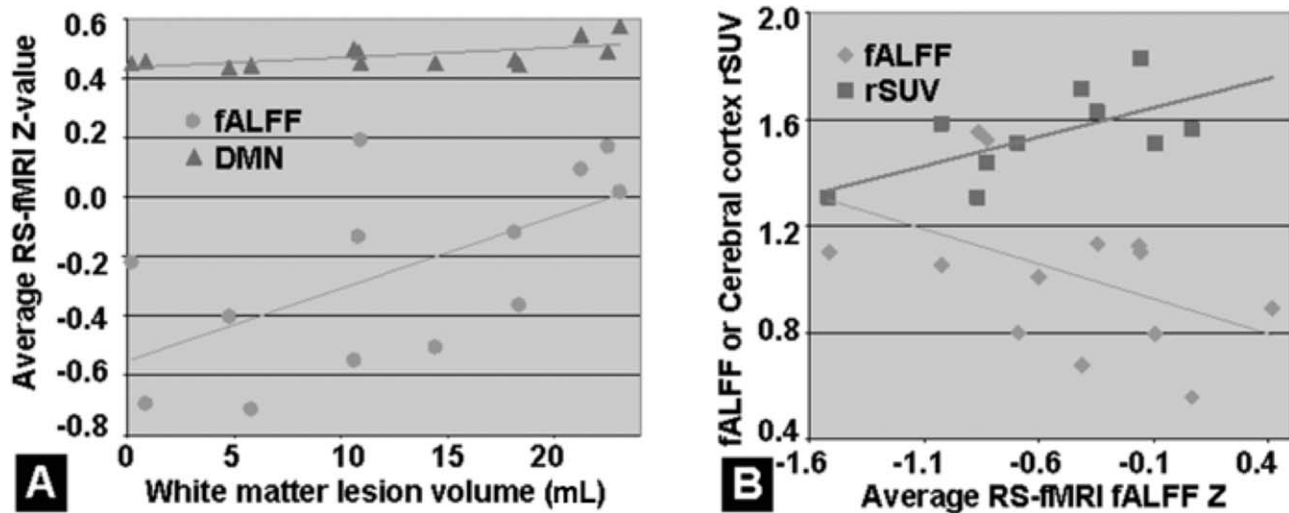 Average RS-fMRI Z-value
0.6
0.4
0.2
0.0
-0.2
-0.4
-0.6
-0.8
fALFF
DMN
0 5 10 15 20
A
White matter lesion volume (mL)
fALFF or Cerebral cortex rSUV
2.0
1.6
1.2
0.8
0.4
fALFF
rSUV
-1.6 -1.1 -0.6 -0.1 0.4
B
Average RS-fMRI fALFF Z